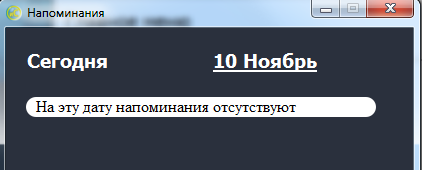 Напоминания
Сегодня 10 Ноябрь
На эту дату напоминания отсутствуют